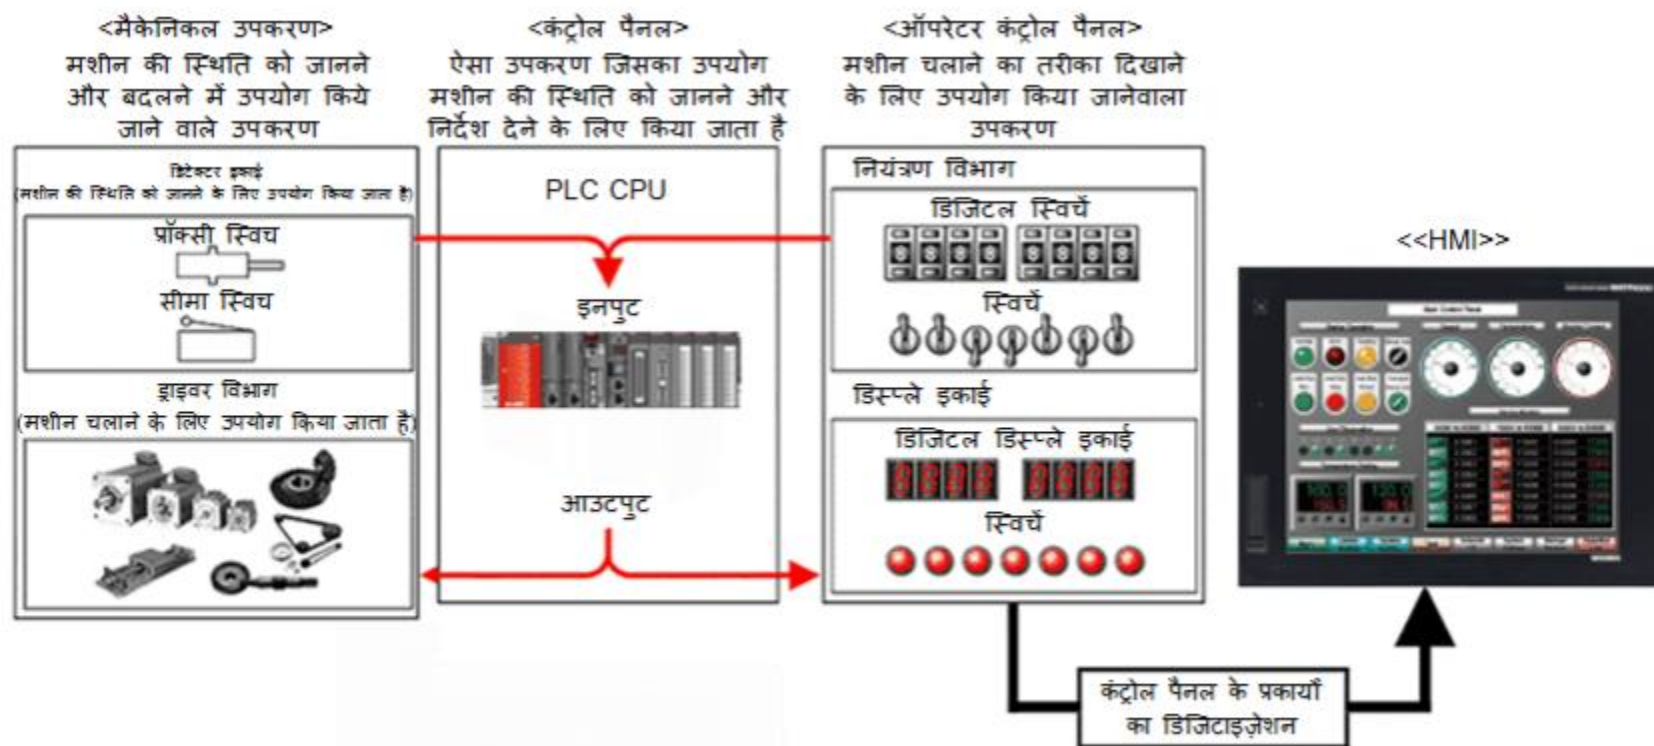 <मैकेनिकल उपकरण>
मशीन की स्थिति को जानने
और बदलने में उपयोग किये
जाने वाले उपकरण
डिटेक्टर इकाई
(मशीन की स्थिति को जानने के लिए उपयोग किया जाता है)
प्रॉक्सी स्विच
सीमा स्विच
ड्राइवर विभाग
(मशीन चलाने के लिए उपयोग किया जाता है)
<कंट्रोल पैनल>
ऐसा उपकरण जिसका उपयोग
मशीन की स्थिति को जानने और
निर्देश देने के लिए किया जाता है
PLC CPU
इनपुट
आउटपुट
<ऑपरेटर कंट्रोल पैनल>
मशीन चलाने का तरीका दिखाने
के लिए उपयोग किया जानेवाला
उपकरण
नियंत्रण विभाग
डिजिटल स्विचें
स्विचें
डिस्प्ले इकाई
डिजिटल डिस्प्ले इकाई
स्विचें
<<HMI>>
कंट्रोल पैनल के प्रकार्यों
का डिजिटाइज़ेशन